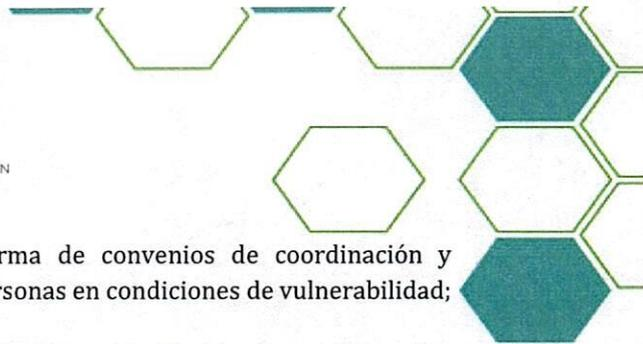 N
rma de convenios de coordinación y
rsonas en condiciones de vulnerabilidad;